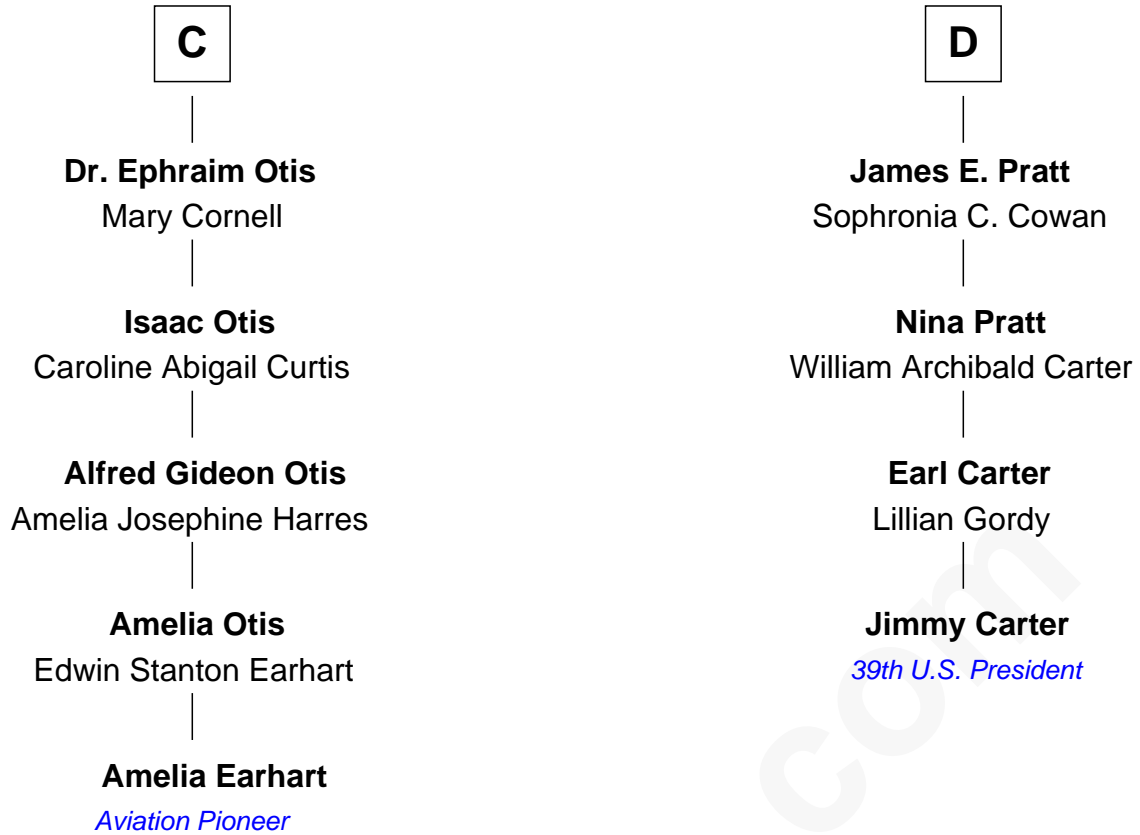 C
Dr. Ephraim Otis
Mary Cornell
Isaac Otis
Caroline Abigail Curtis
Alfred Gideon Otis
Amelia Josephine Harres
Amelia Otis
Edwin Stanton Earhart
Amelia Earhart
Aviation Pioneer
D
James E. Pratt
Sophronia C. Cowan
Nina Pratt
William Archibald Carter
Earl Carter
Lillian Gordy
Jimmy Carter
39th U.S. President
com